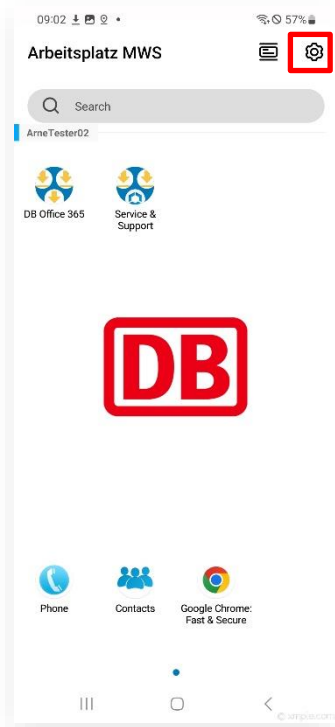 09:02
57%
Arbeitsplatz MWS
Search
ArneTester02
DB Office 365
Service &
Support
DB
Phone
Contacts
Google Chrome:
Fast & Secure